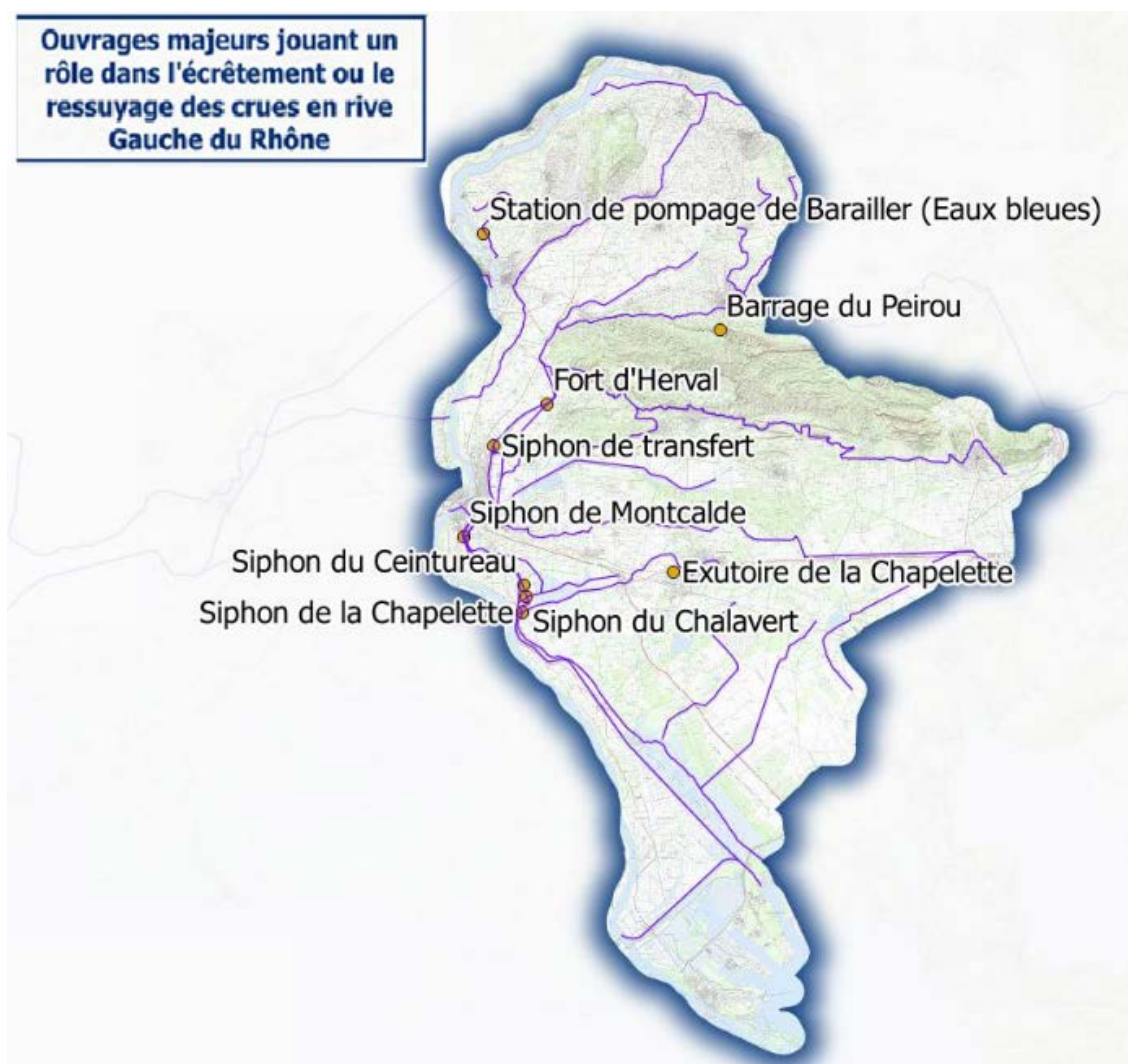 Ouvrages majeurs jouant un
rôle dans l'écrêtement ou le
ressuyage des crues en rive
Gauche du Rhône
Station de pompage de Barailler (Eaux bleues)
Barrage du Peirou
Fort d'Herval
Siphon de transfert
Siphon de Montcalde
Siphon du Ceintureau
Exutoire de la Chapelette
Siphon de la Chapelette
Siphon du Chalavert